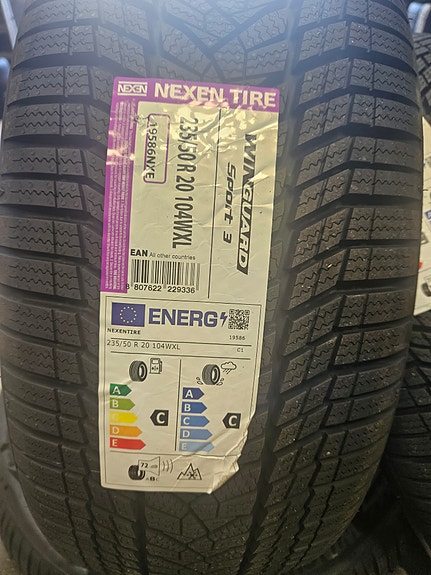 NEXEN NEXEN TIRE
19586NXE
235/50 R 20 104WXL
WINGUARD
Sport 3
EAN All other countries
8 807622 229336
ENERG
NEXENTIRE 19586
235/50 R 20 104WXL C1
A A
B B
C C C
D D
E E C
72
B